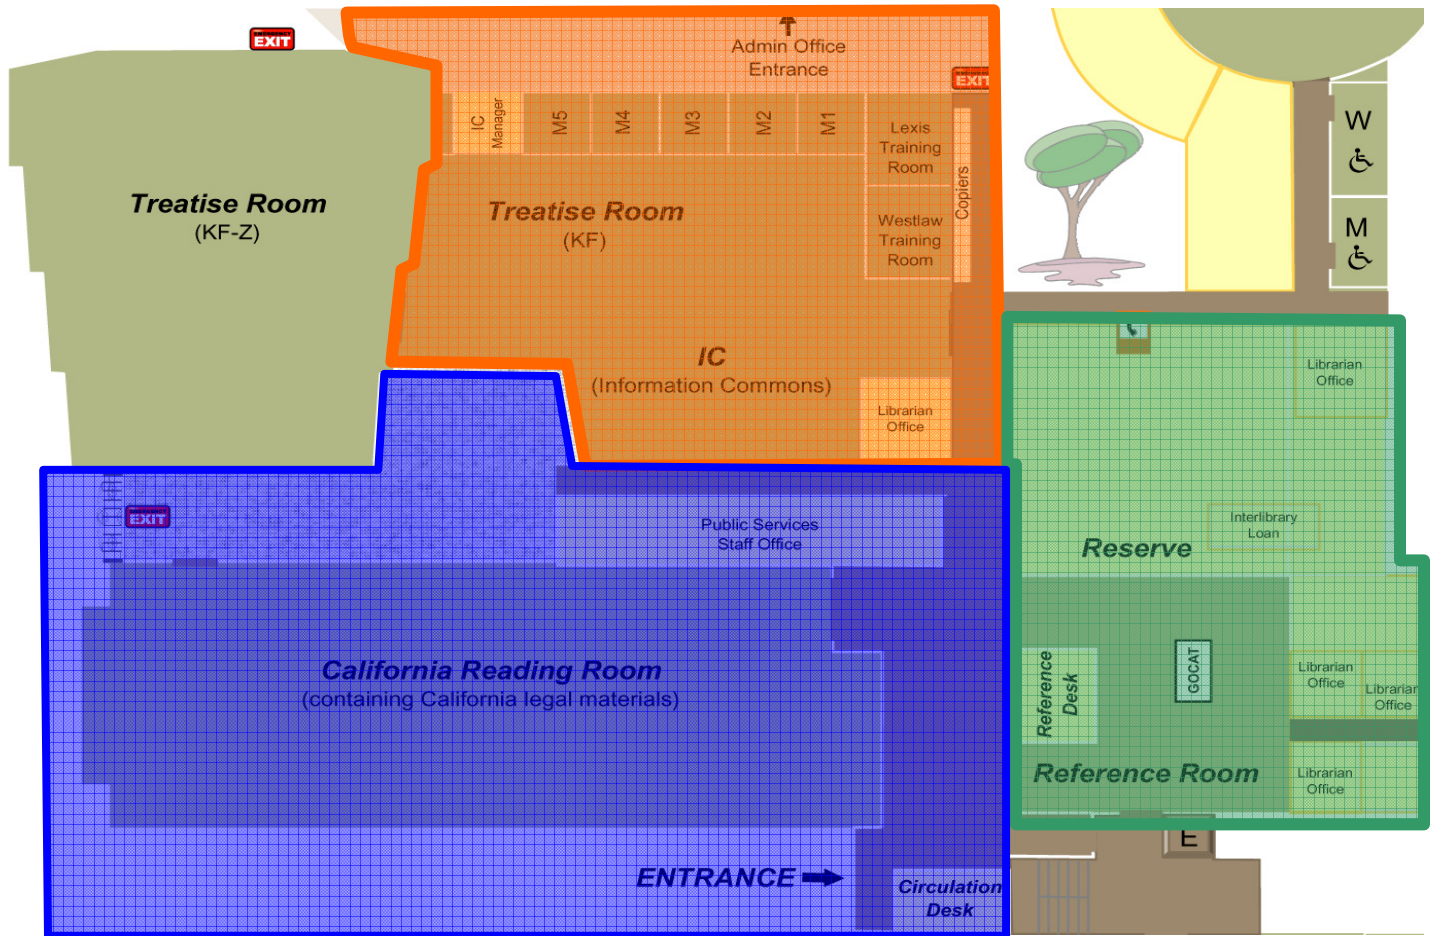 EMERGENCY
EXIT
Admin Office
Entrance
EXIT
IC
Manager
M5
M4
M3
M2
M1
Lexis
Training
Room
Copiers
Westlaw
Training
Room
Treatise Room
(KF-Z)
Treatise Room
(KF)
W
M
IC
(Information Commons)
Librarian
Office
Librarian
Office
EXIT
Public Services
Staff Office
Interlibrary
Loan
Reserve
California Reading Room
(containing California legal materials)
Reference
Desk
GOCAT
Librarian
Office
Librarian
Office
Reference Room
Librarian
Office
E
ENTRANCE
Circulation
Desk